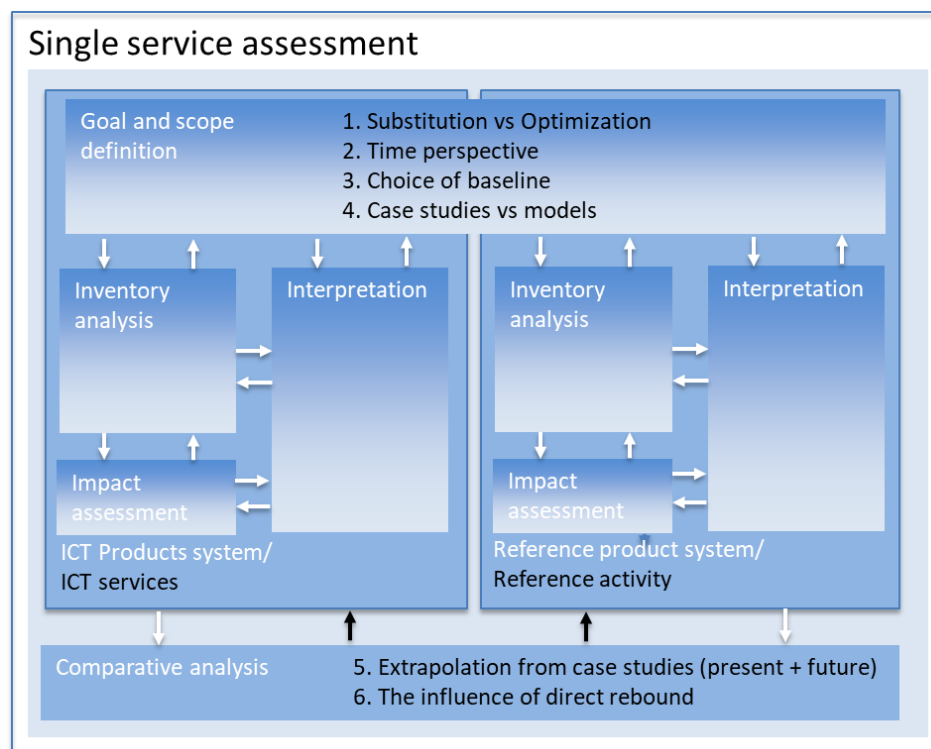 Single service assessment
Goal and scope
definition
1. Substitution vs Optimization
2. Time perspective
3. Choice of baseline
4. Case studies vs models
Inventory
analysis
Interpretation
Impact
assessment
ICT Products system/
ICT services
Inventory
analysis
Interpretation
Impact
assessment
Reference product system/
Reference activity
Comparative analysis
5. Extrapolation from case studies (present + future)
6. The influence of direct rebound